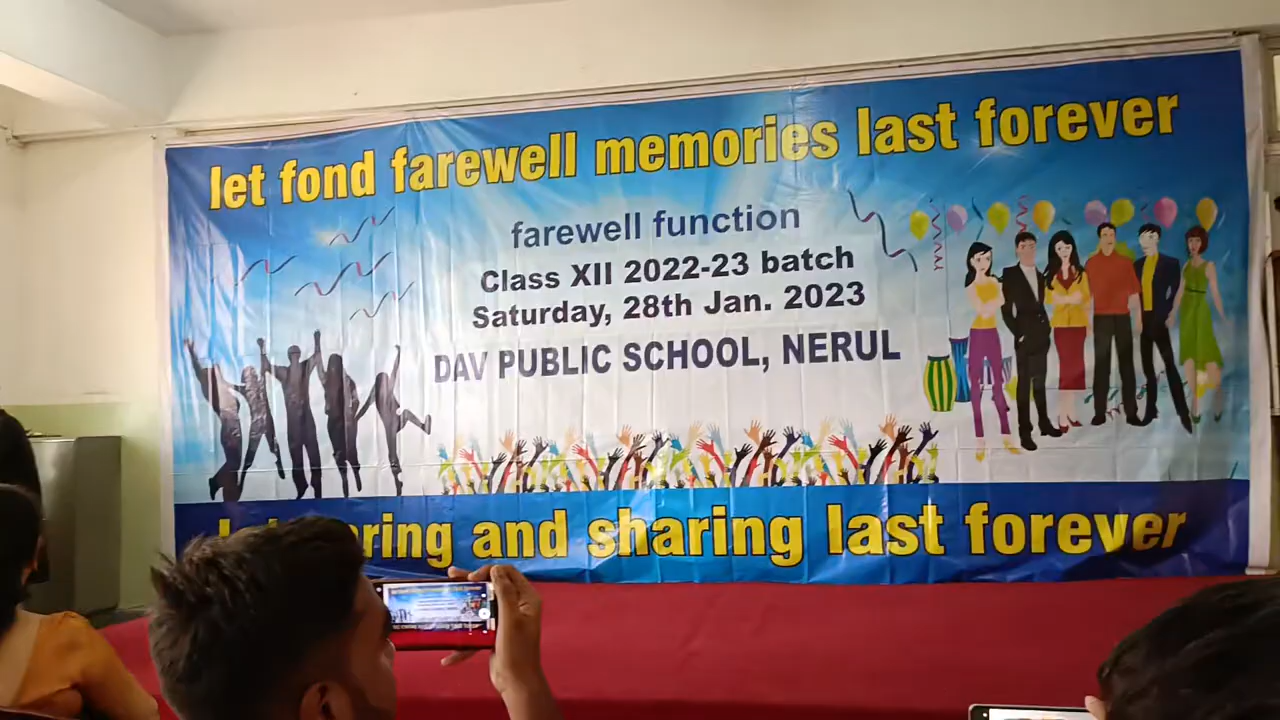 let fond farewell memories last forever
farewell function
Class XII 2022-23 batch
Saturday, 28th Jan. 2023
DAV PUBLIC SCHOOL, NERUL
and sharing last forever